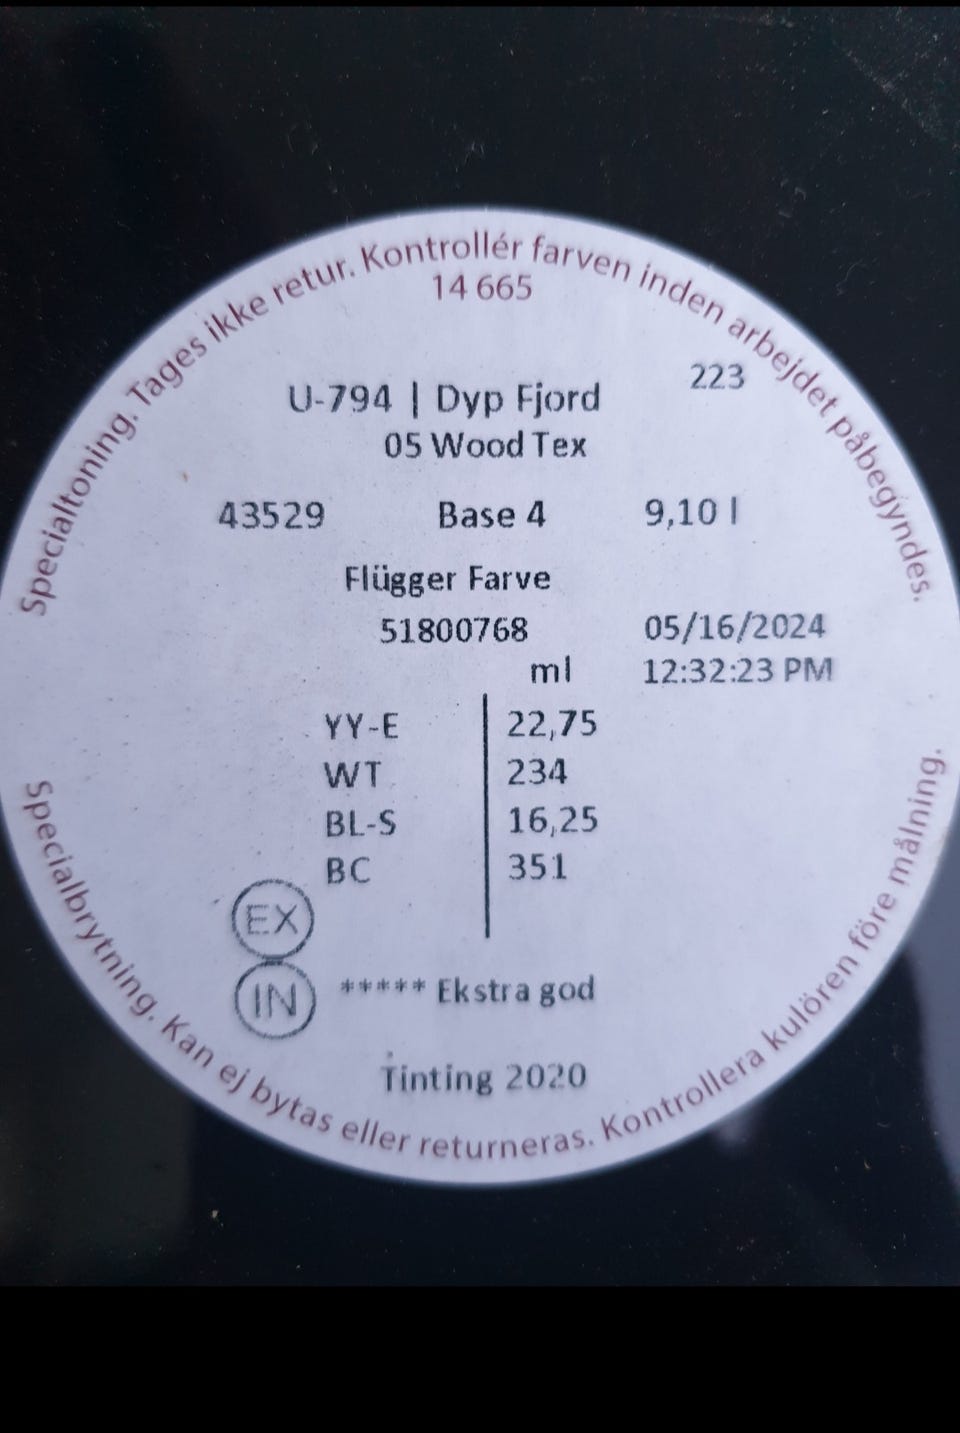 Specialtoning. Tages ikke retur. Kontrollér farven inden arbejdet påbegyndes.
14 665
223
U-794 | Dyp Fjord
05 Wood Tex
43529 Base 4 9,10 l
Flügger Farve
51800768 05/16/2024
ml 12:32:23 PM
YY-E 22,75
WT 234
BL-S 16,25
BC 351
EX
IN ***** Ekstra god
Tinting 2020
Specialbrytning. Kan ej bytas eller returneras. Kontrollera kulören före målning.